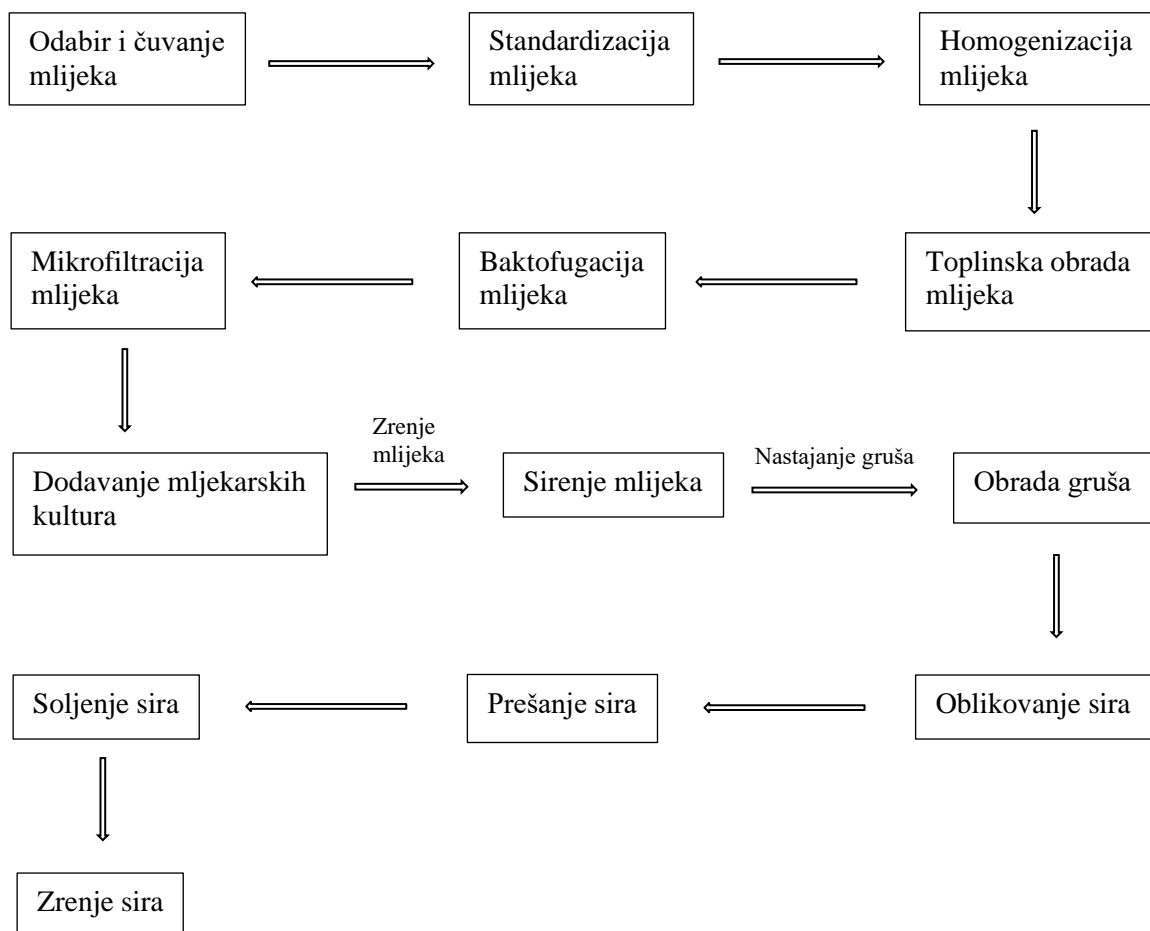 Odabir i čuvanje
mlijeka
Standardizacija
mlijeka
Homogenizacija
mlijeka
Toplinska obrada
mlijeka
Baktofugacija
mlijeka
Mikrofiltracija
mlijeka
Dodavanje mljekarskih
kultura
Zrenje
mlijeka
Sirenje mlijeka
Nastajanje gruša
Obrada gruša
Oblikovanje sira
Prešanje sira
Soljenje sira
Zrenje sira